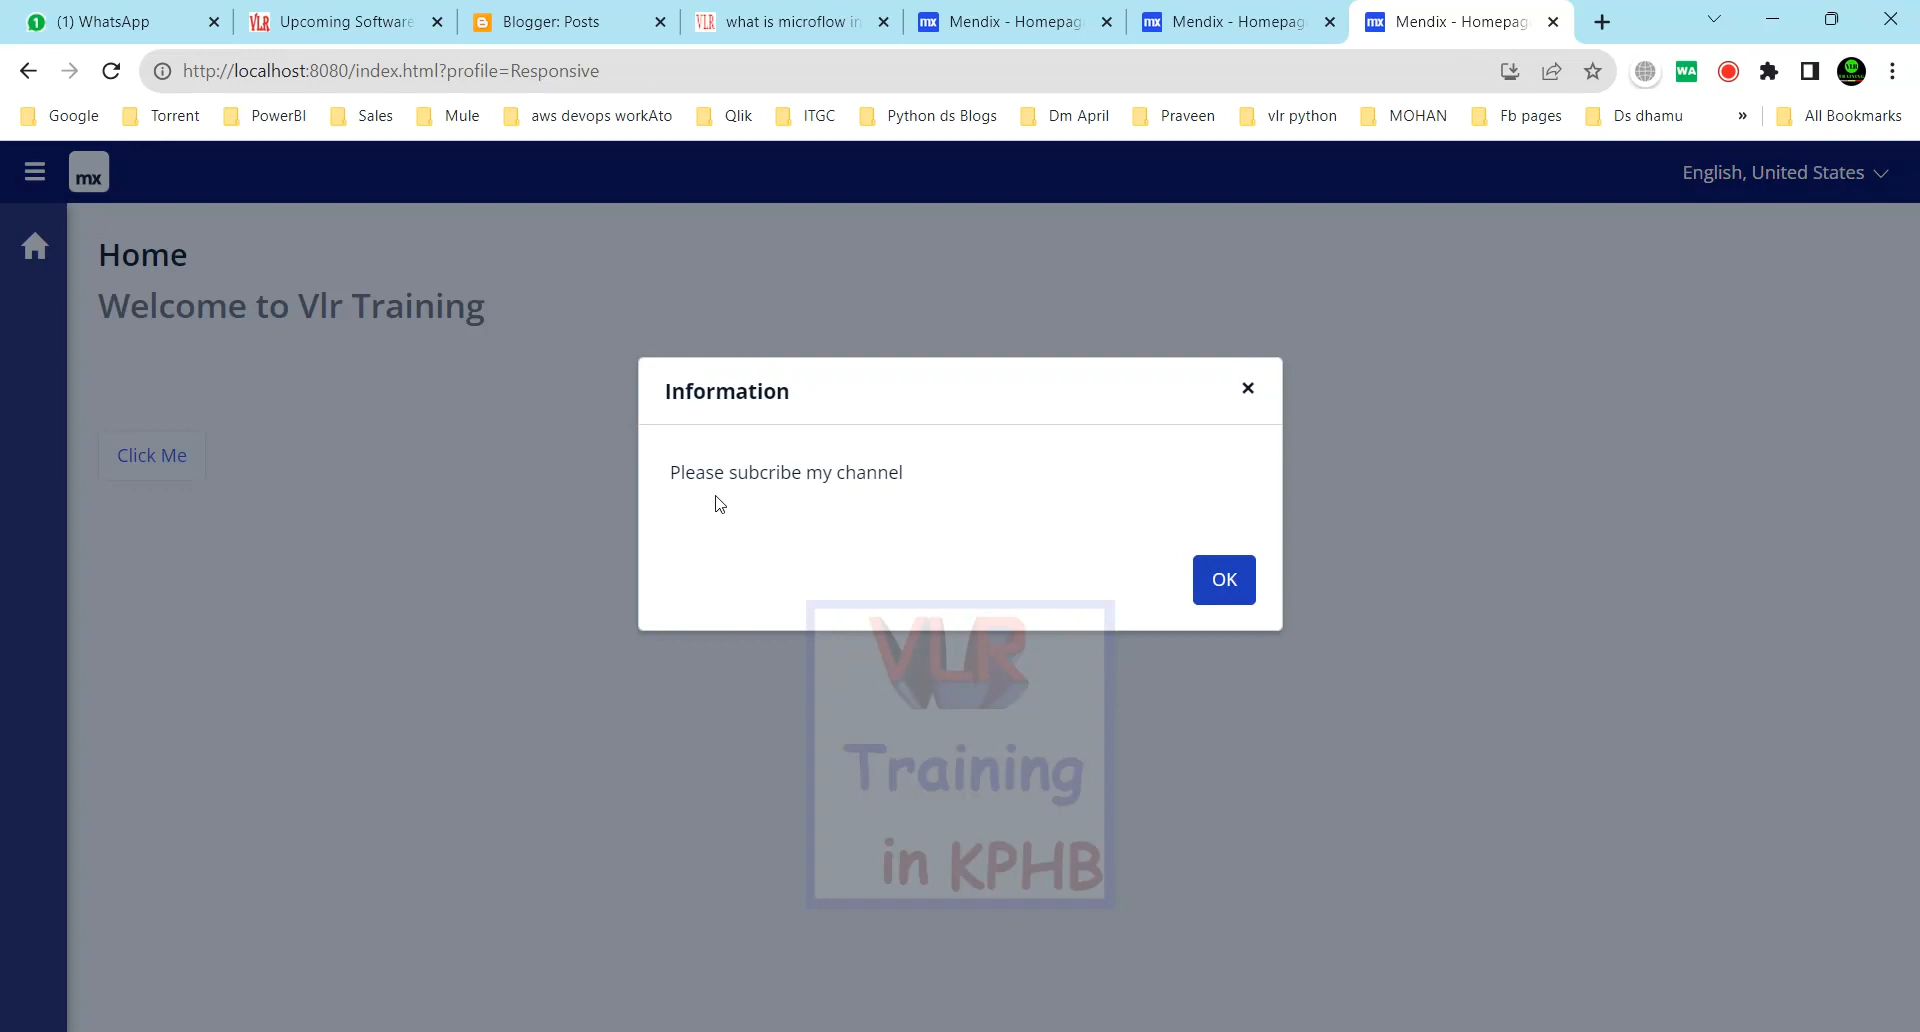 (1) WhatsApp
Upcoming Software
Blogger: Posts
what is microflow in
Mendix - Homepag
Mendix - Homepag
Mendix - Homepag
http://localhost:8080/index.html?profile=Responsive
WA
Google
Torrent
PowerBI
Sales
Mule
aws devops workAto
Qlik
ITGC
Python ds Blogs
Dm April
Praveen
vlr python
MOHAN
Fb pages
Ds dhamu
»
All Bookmarks
mx
English, United States
Home
Welcome to Vlr Training
Click Me
Information
Please subcribe my channel
OK
VLR
Training
in KPHB